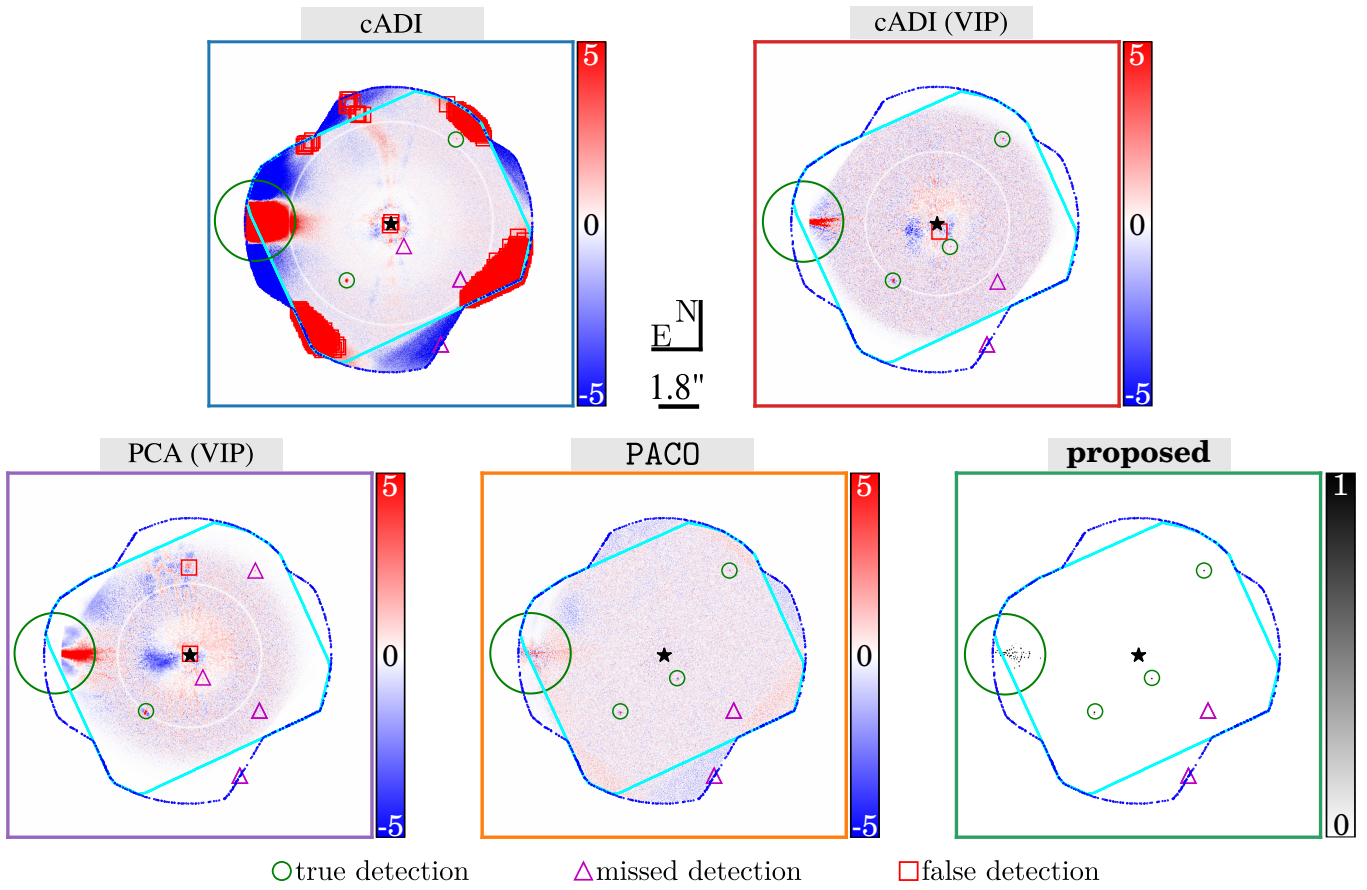 cADI
cADI (VIP)
5
0
-5
5
0
-5
N
E
1.8"
PCA (VIP)
PACO
proposed
5
0
-5
5
0
-5
1
0
true detection
missed detection
false detection